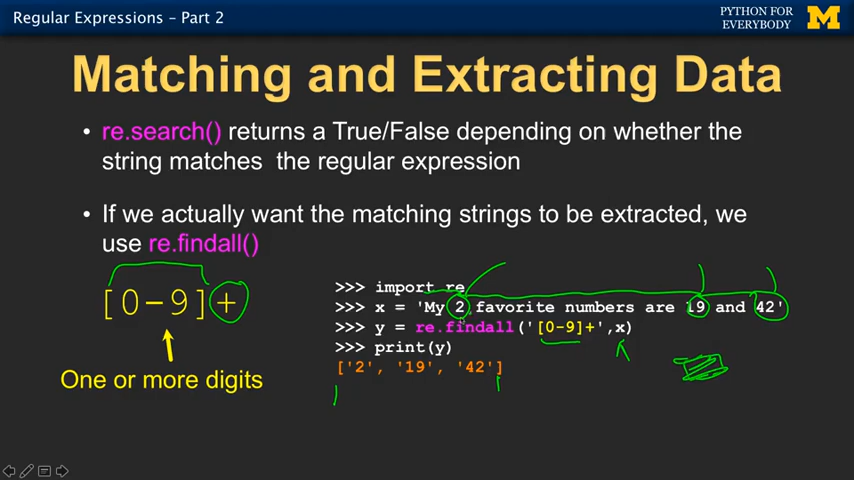 Regular Expressions – Part 2
PYTHON FOR
EVERYBODY
M
Matching and Extracting Data
• re.search() returns a True/False depending on whether the
string matches the regular expression
• If we actually want the matching strings to be extracted, we
use re.findall()
[0-9]+
One or more digits
>>> import re
>>> x = 'My 2 favorite numbers are 19 and 42'
>>> y = re.findall('[0-9]+',x)
>>> print(y)
['2', '19', '42']